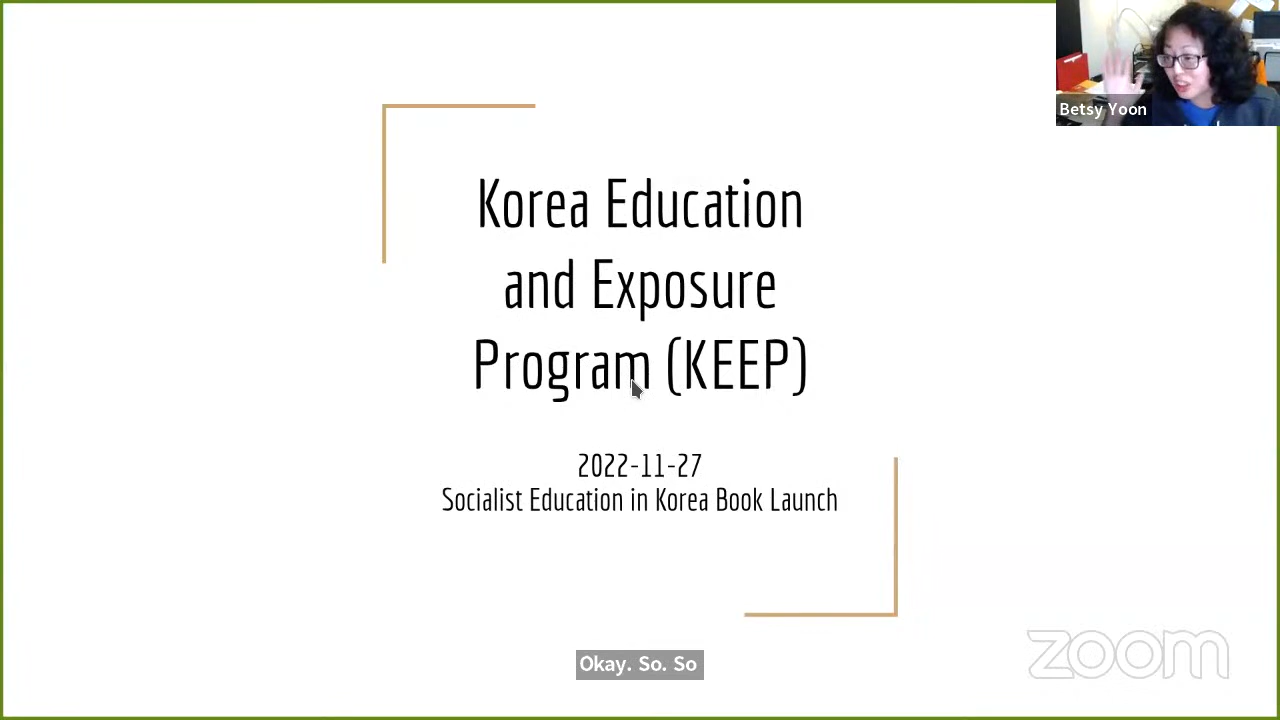 Betsy Yoon
Korea Education
and Exposure
Program (KEEP)
2022-11-27
Socialist Education in Korea Book Launch
Okay. So. So
zoom